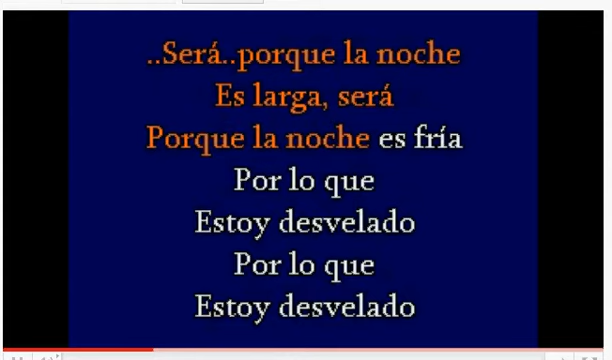 ..Será..porque la noche
Es larga, será
Porque la noche es fría
Por lo que
Estoy desvelado
Por lo que
Estoy desvelado